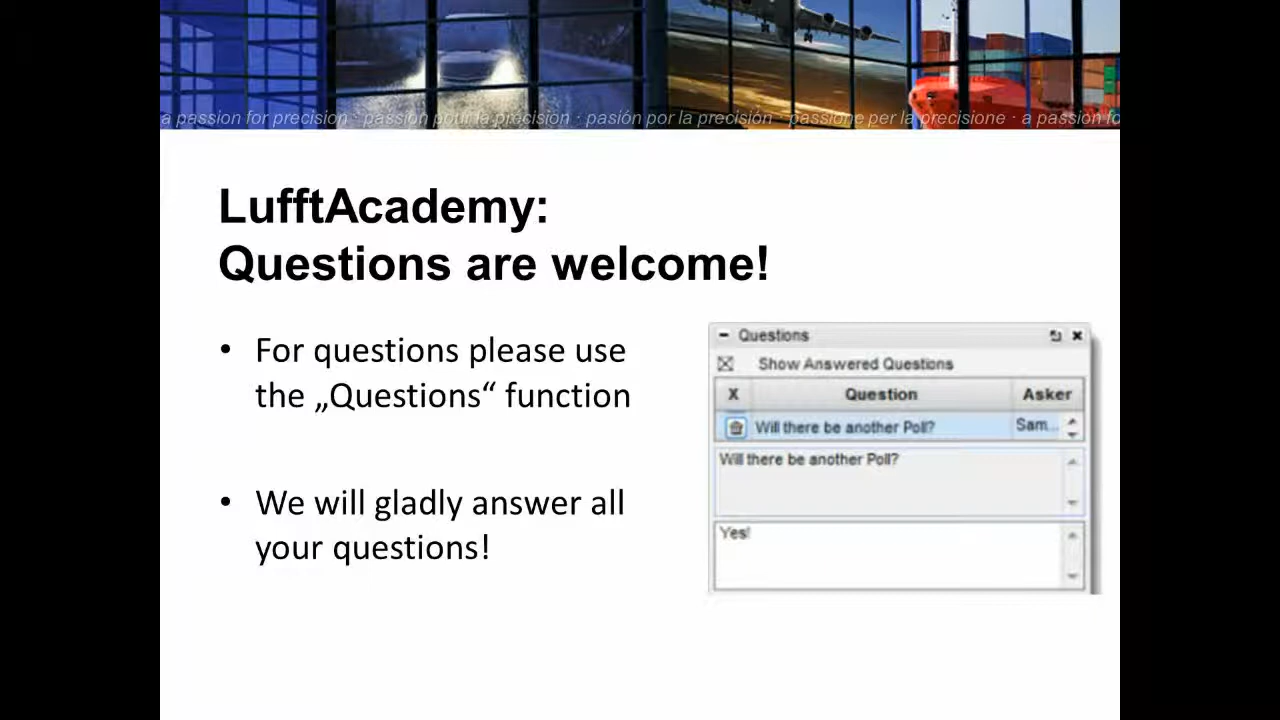 a passion for precision · passion pour la précision · pasión por la precisión · passione per la precisione · a passion fo
LufftAcademy:
Questions are welcome!
• For questions please use
the „Questions“ function
• We will gladly answer all
your questions!
Questions
Show Answered Questions
X Question Asker
Will there be another Poll? Sam...
Will there be another Poll?
Yes!